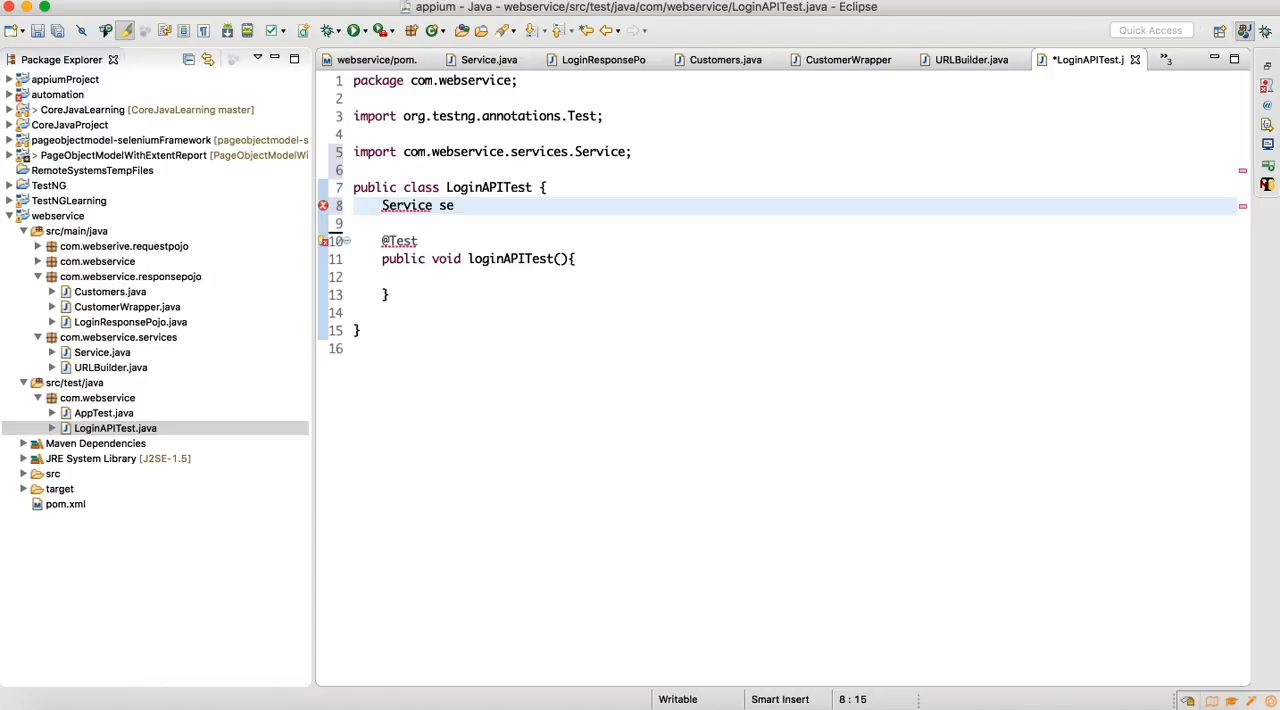 appium - Java - webservice/src/test/java/com/webservice/LoginAPITest.java - Eclipse
Quick Access
Package Explorer
webservice/pom.
Service.java
LoginResponsePo
Customers.java
CustomerWrapper
URLBuilder.java
*LoginAPITest.j
»3
appiumProject
automation
> CoreJavaLearning [CoreJavaLearning master]
CoreJavaProject
pageobjectmodel-seleniumFramework [pageobjectmodel-s
> PageObjectModelWithExtentReport [PageObjectModelWi
RemoteSystemsTempFiles
TestNG
TestNGLearning
webservice
src/main/java
com.webserive.requestpojo
com.webservice
com.webservice.responsepojo
Customers.java
CustomerWrapper.java
LoginResponsePojo.java
com.webservice.services
Service.java
URLBuilder.java
src/test/java
com.webservice
AppTest.java
LoginAPITest.java
Maven Dependencies
JRE System Library [J2SE-1.5]
src
target
pom.xml
1 package com.webservice;
2
3 import org.testng.annotations.Test;
4
5 import com.webservice.services.Service;
6
7 public class LoginAPITest {
8 Service se
9
10 @Test
11 public void loginAPITest(){
12
13 }
14
15 }
16
Writable
Smart Insert
8 : 15